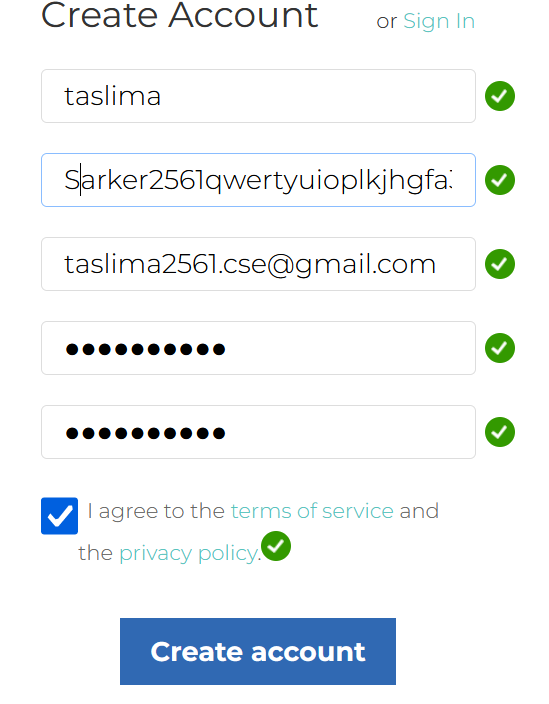 Create Account
or Sign In
taslima
Sarker2561qwertyuioplkjhgfa
taslima2561.cse@gmail.com
●●●●●●●●●●
●●●●●●●●●●
I agree to the terms of service and
the privacy policy.
Create account